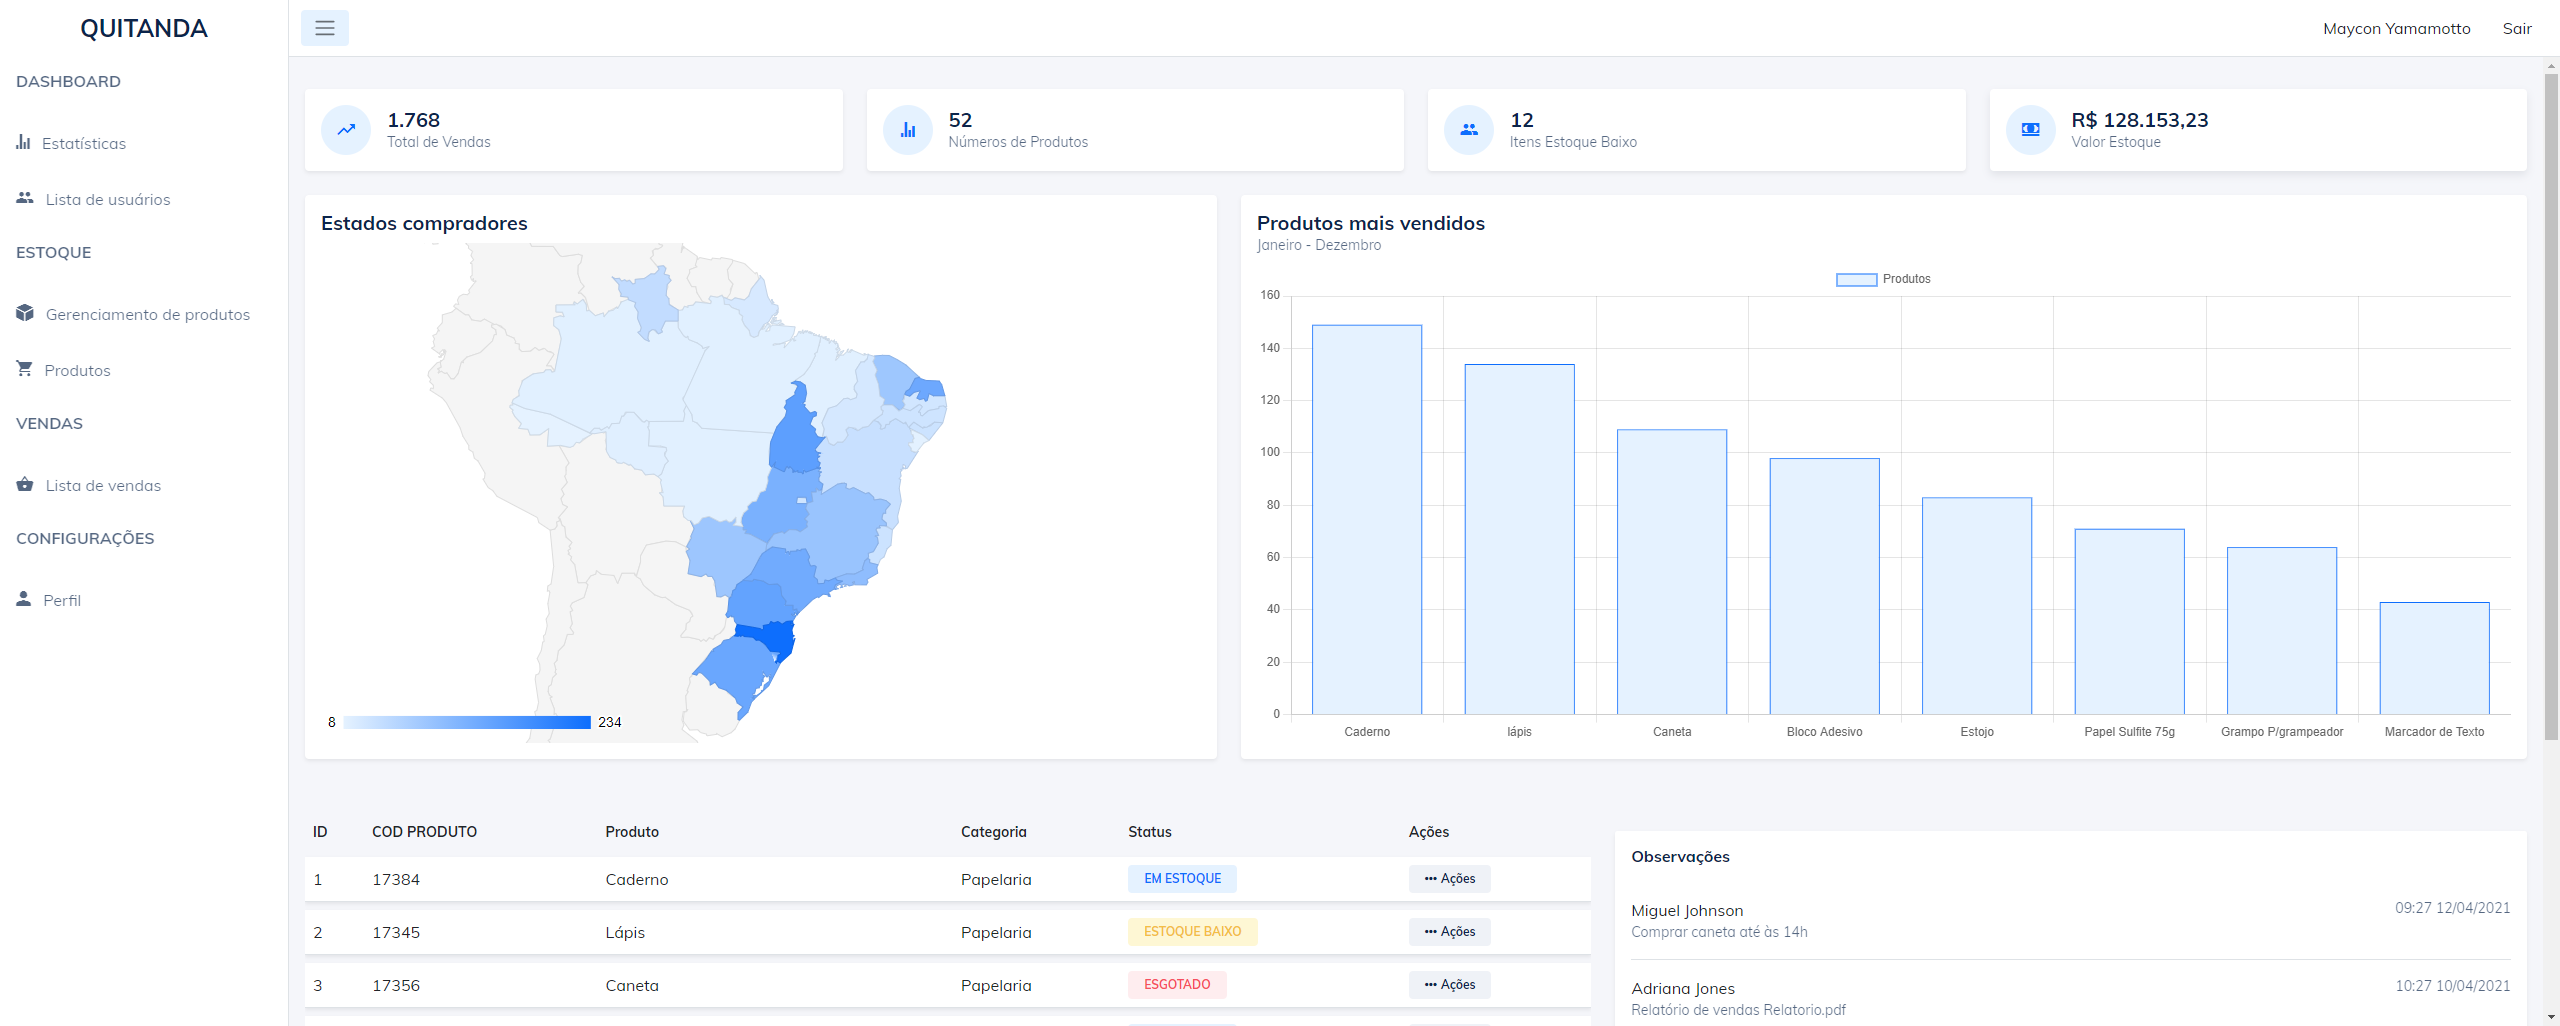 QUITANDA
Maycon Yamamotto
Sair
DASHBOARD
Estatísticas
Lista de usuários
ESTOQUE
Gerenciamento de produtos
Produtos
VENDAS
Lista de vendas
CONFIGURAÇÕES
Perfil
1.768
Total de Vendas
52
Números de Produtos
12
Itens Estoque Baixo
R$ 128.153,23
Valor Estoque
Estados compradores
8
234
Produtos mais vendidos
Janeiro - Dezembro
Produtos
160
140
120
100
80
60
40
20
0
Caderno
lápis
Caneta
Bloco Adesivo
Estojo
Papel Sulfite 75g
Grampo P/grampeador
Marcador de Texto
ID COD PRODUTO Produto Categoria Status Ações
1 17384 Caderno Papelaria EM ESTOQUE ••• Ações
2 17345 Lápis Papelaria ESTOQUE BAIXO ••• Ações
3 17356 Caneta Papelaria ESGOTADO ••• Ações
Observações
Miguel Johnson 09:27 12/04/2021
Comprar caneta até às 14h
Adriana Jones 10:27 10/04/2021
Relatório de vendas Relatorio.pdf